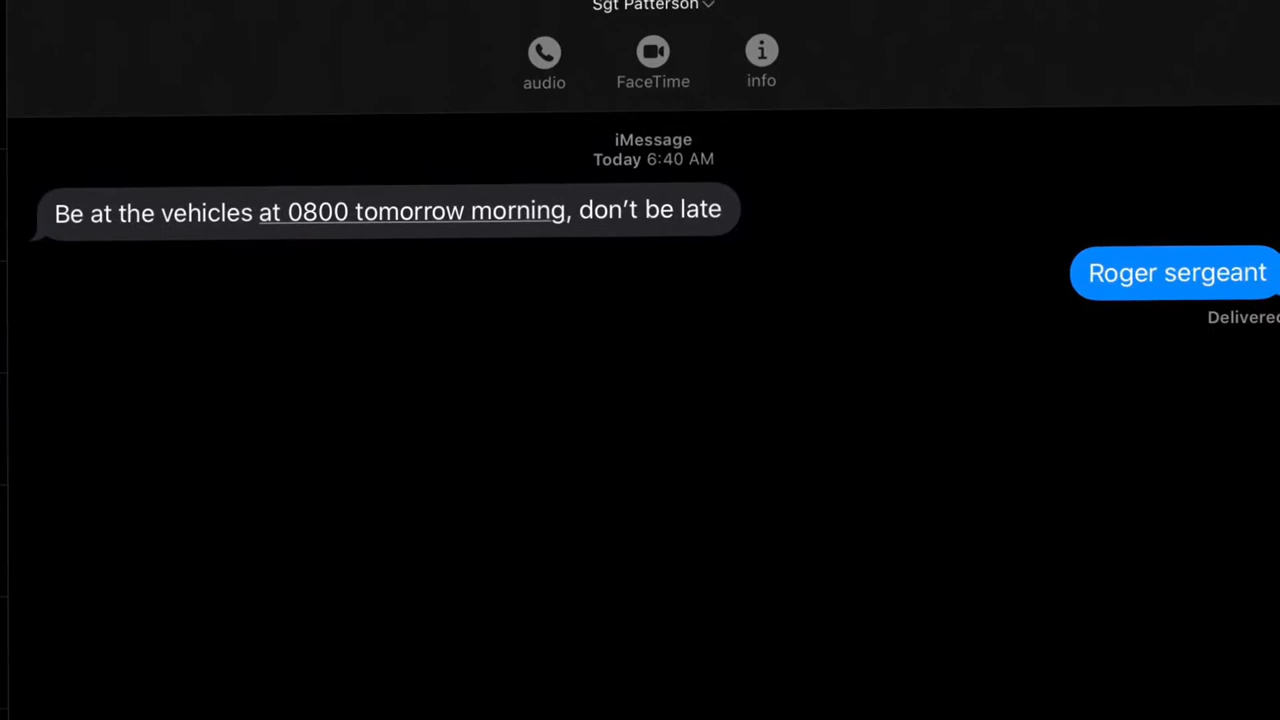 Sgt Patterson
audio
FaceTime
info
iMessage
Today 6:40 AM
Be at the vehicles at 0800 tomorrow morning, don't be late
Roger sergeant
Delivered